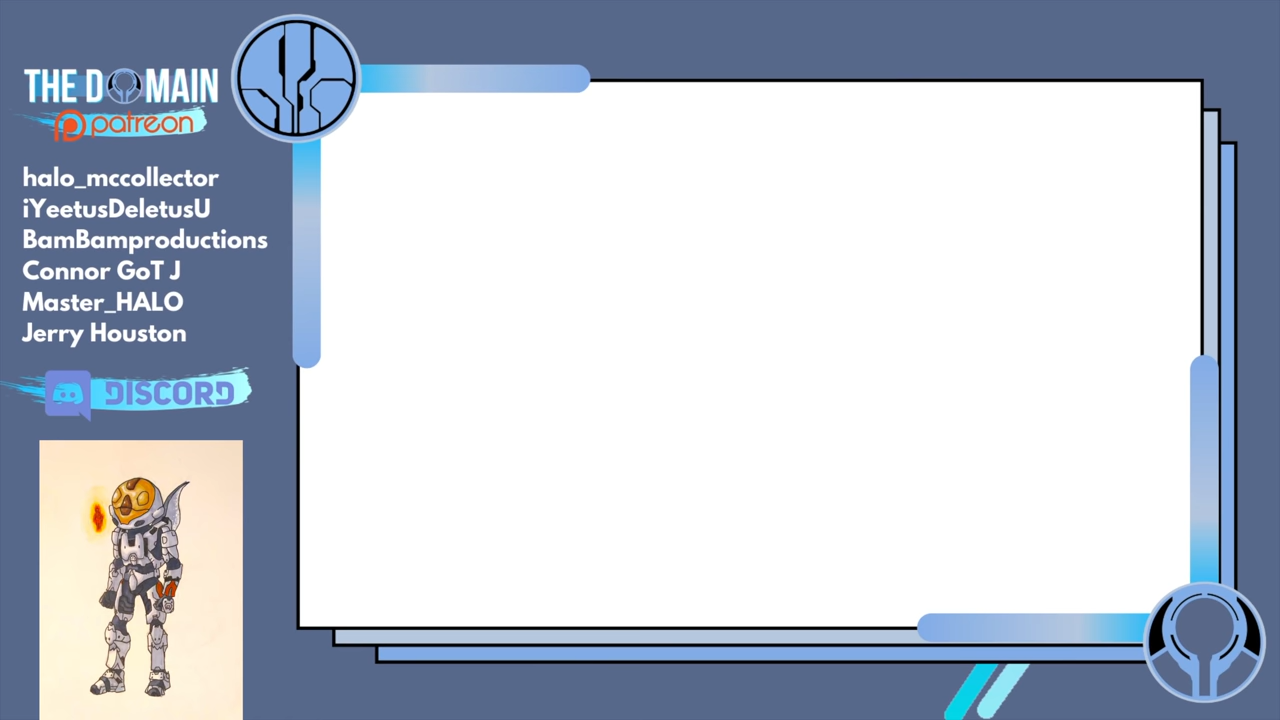 THE DOMAIN
patreon
halo_mccollector
iYeetusDeletusU
BamBamproductions
Connor GoT J
Master_HALO
Jerry Houston
DISCORD